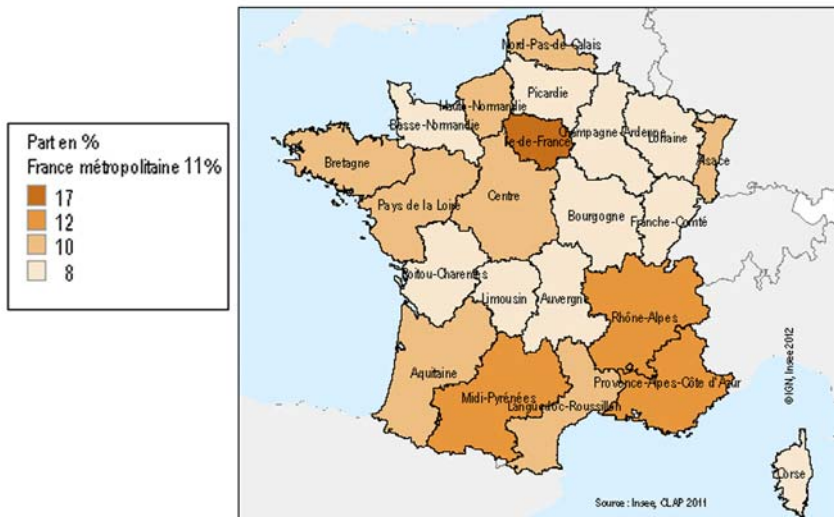 Part en %
France métropolitaine 11%
17
12
10
8
Nord-Pas-de-Calais
Picardie
Haute-Normandie
Basse-Normandie
Île-de-France
Champagne-Ardenne
Lorraine
Alsace
Bretagne
Pays de la Loire
Centre
Bourgogne
Franche-Comté
Poitou-Charentes
Limousin
Auvergne
Rhône-Alpes
Aquitaine
Midi-Pyrénées
Languedoc-Roussillon
Provence-Alpes-Côte d'Azur
Corse
© IGN, Insee 2012
Source : Insee, CLAP 2011